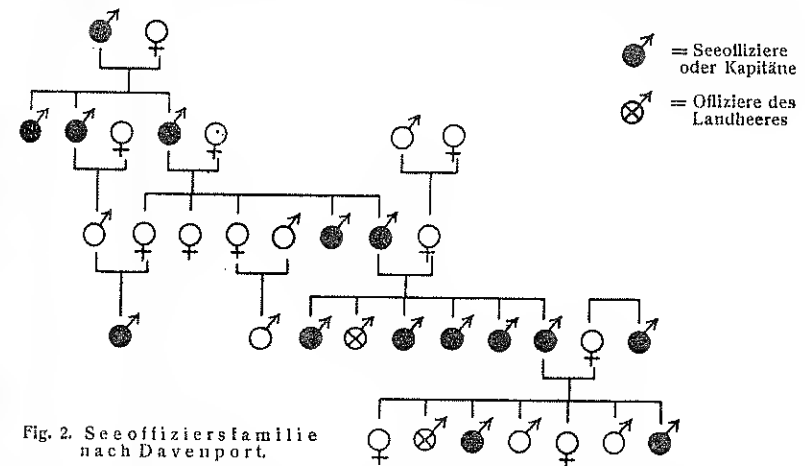 = Seeoffiziere
oder Kapitäne
= Offiziere des
Landheeres
Fig. 2. Seeoffiziersfamilie
nach Davenport.